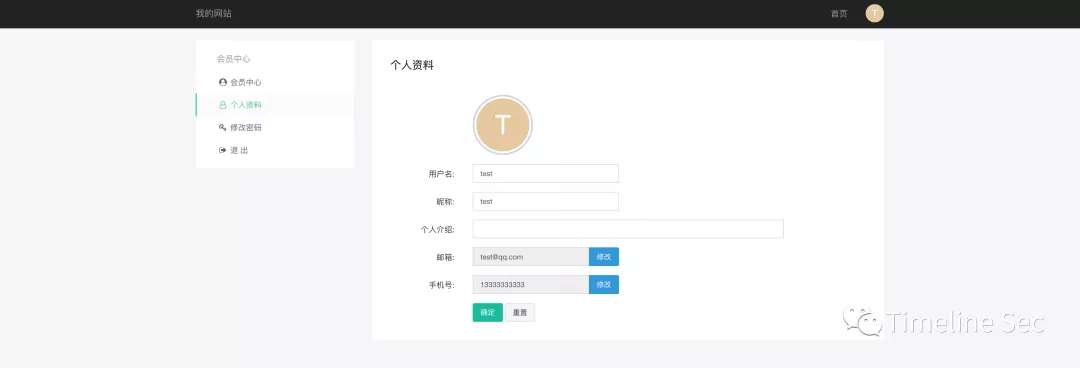 我的网站
首页
T
会员中心
会员中心
个人资料
修改密码
退 出
个人资料
T
用户名: test
昵称: test
个人介绍:
邮箱: test@qq.com 修改
手机号: 13333333333 修改
确定 重置
Timeline Sec